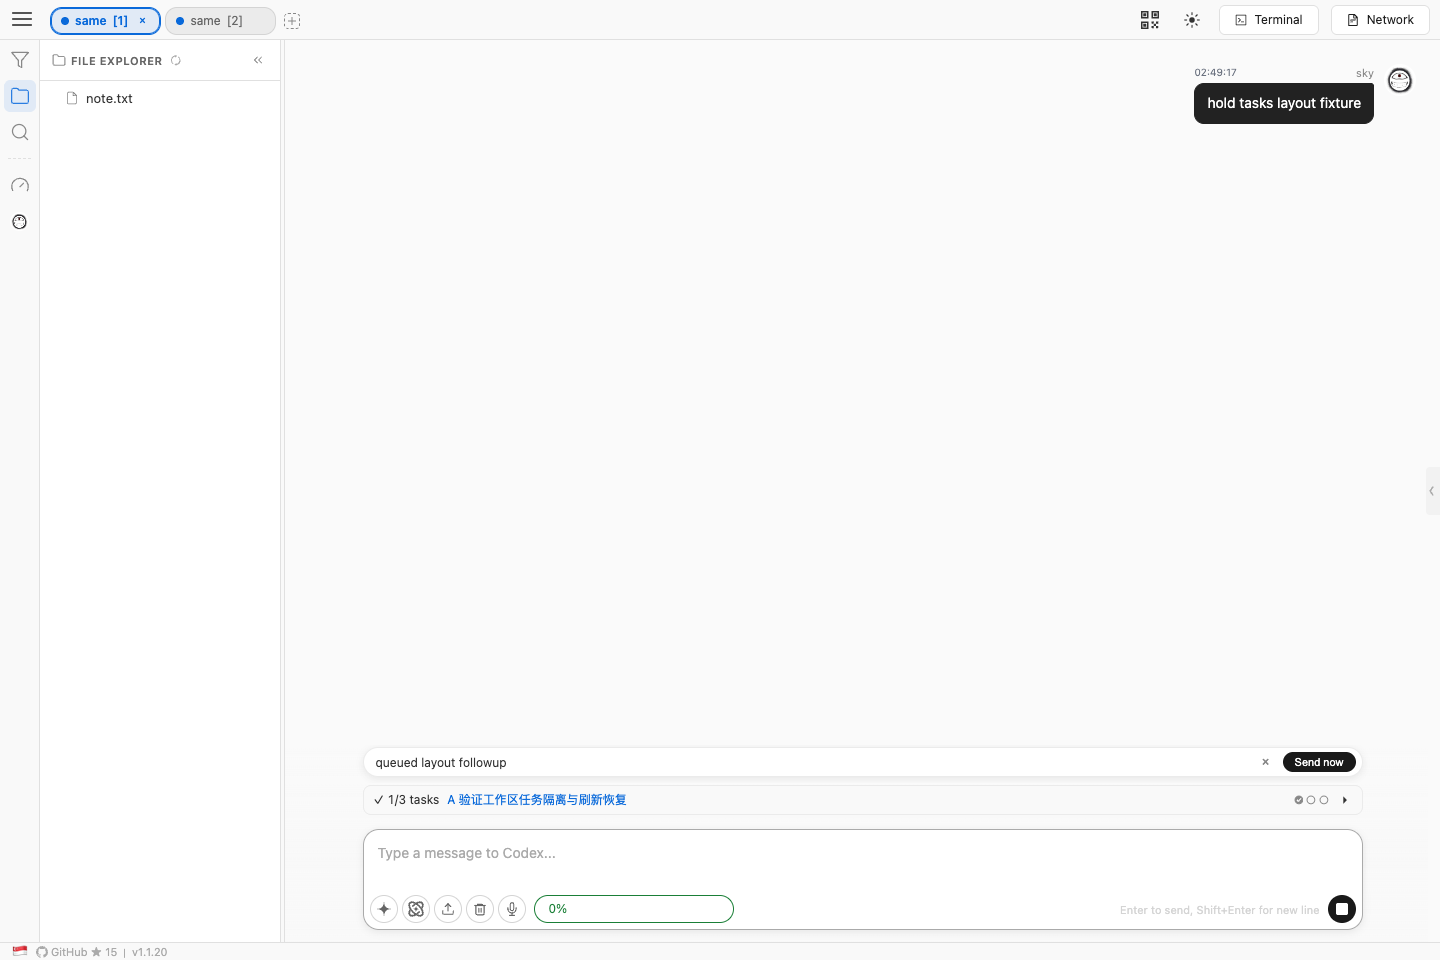 same [1] ×
same [2]
Terminal
Network
FILE EXPLORER
note.txt
02:49:17 sky
hold tasks layout fixture
queued layout followup × Send now
✓ 1/3 tasks A 验证工作区任务隔离与刷新恢复
Type a message to Codex...
0%
Enter to send, Shift+Enter for new line
GitHub ★ 15 | v1.1.20